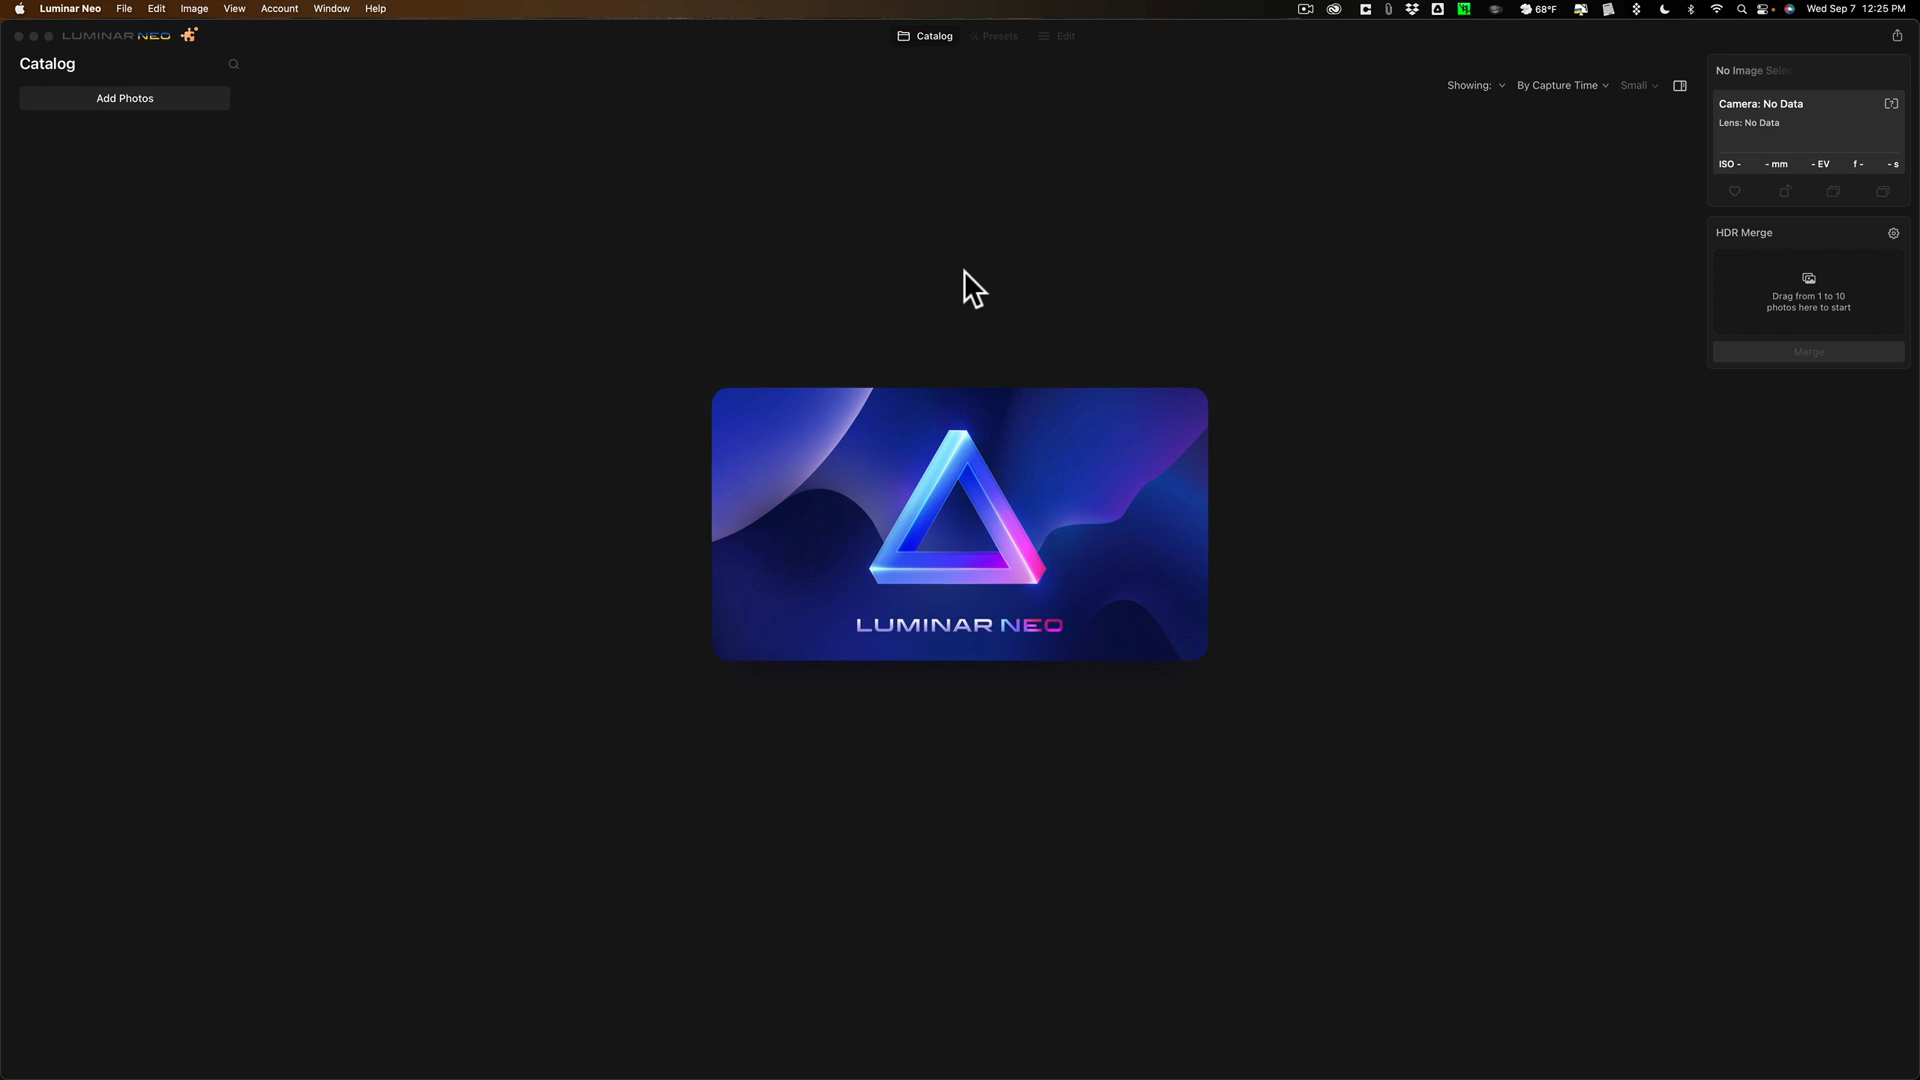 Luminar Neo File Edit Image View Account Window Help 68°F Wed Sep 7 12:25 PM
LUMINAR NEO Catalog Presets Edit
Catalog
Add Photos
Showing: By Capture Time Small
No Image Selec
Camera: No Data
Lens: No Data
ISO - - mm - EV f - - s
HDR Merge
Drag from 1 to 10
photos here to start
Merge
LUMINAR NEO